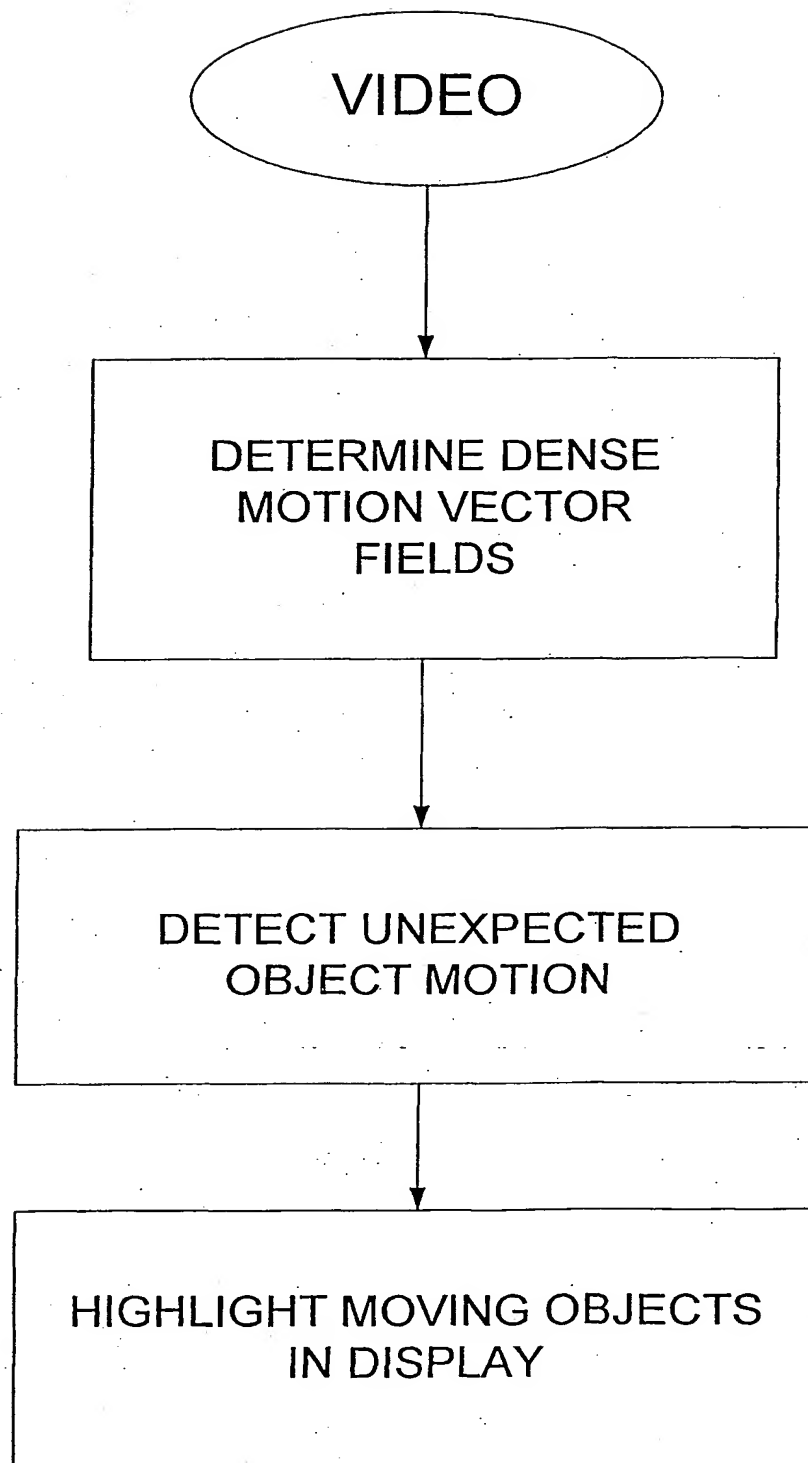 VIDEO
DETERMINE DENSE
MOTION VECTOR
FIELDS
DETECT UNEXPECTED
OBJECT MOTION
HIGHLIGHT MOVING OBJECTS
IN DISPLAY